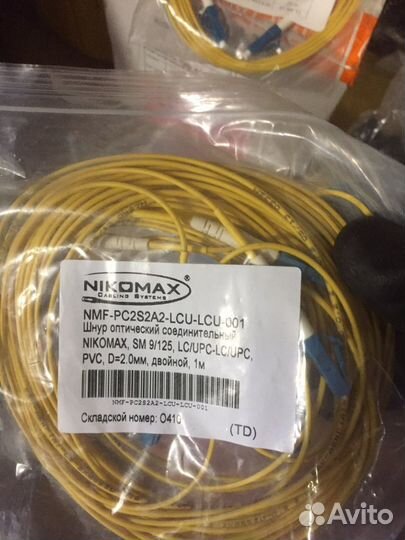 NIKOMAX
CABLING SYSTEMS
NMF-PC2S2A2-LCU-LCU-001
Шнур оптический соединительный
NIKOMAX, SM 9/125, LC/UPC-LC/UPC,
PVC, D=2.0мм, двойной, 1м
NMF-PC2S2A2-LCU-LCU-001
Складской номер: O410
(TD)
Avito